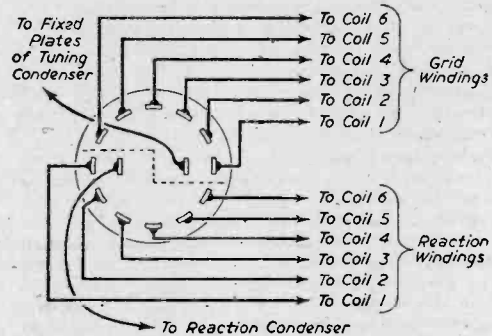 To Fixed
Plates
of Tuning
Condenser
To Coil 6
To Coil 5
To Coil 4
To Coil 3
To Coil 2
To Coil 1
Grid
Windings
To Coil 6
To Coil 5
To Coil 4
To Coil 3
To Coil 2
To Coil 1
Reaction
Windings
To Reaction Condenser